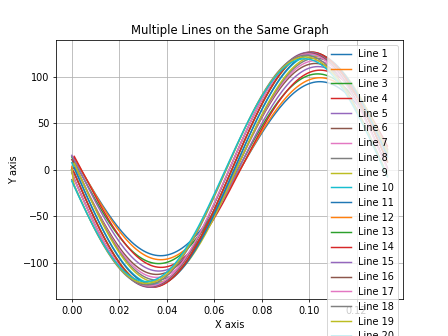 Multiple Lines on the Same Graph
Y axis
100
50
0
−50
−100
0.00
0.02
0.04
0.06
0.08
0.10
X axis
Line 1
Line 2
Line 3
Line 4
Line 5
Line 6
Line 7
Line 8
Line 9
Line 10
Line 11
Line 12
Line 13
Line 14
Line 15
Line 16
Line 17
Line 18
Line 19
Line 20